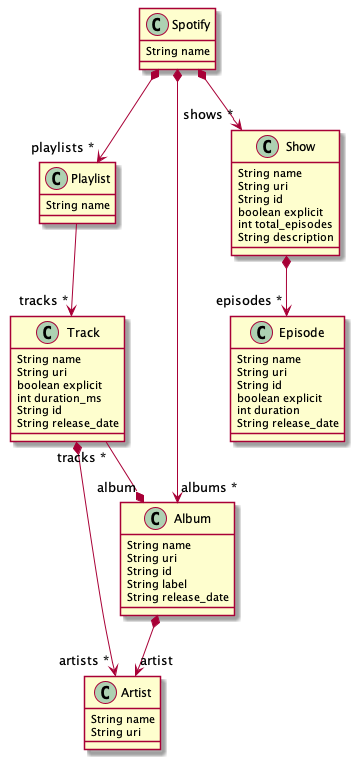 C Spotify
String name
shows *
playlists *
C Show
String name
String uri
String id
boolean explicit
int total_episodes
String description
C Playlist
String name
tracks *
episodes *
C Track
String name
String uri
boolean explicit
int duration_ms
String id
String release_date
C Episode
String name
String uri
String id
boolean explicit
int duration
String release_date
tracks *
album
albums *
C Album
String name
String uri
String id
String label
String release_date
artists *
artist
C Artist
String name
String uri